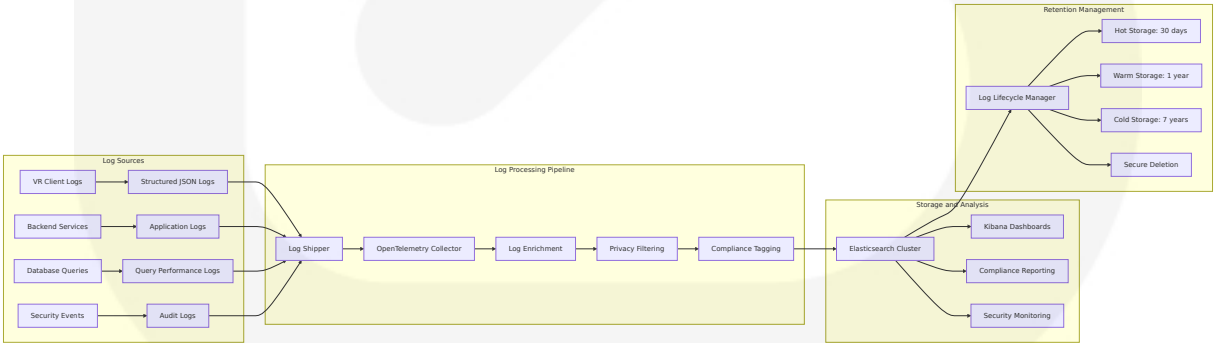 Log Sources
VR Client Logs
Structured JSON Logs
Backend Services
Application Logs
Database Queries
Query Performance Logs
Security Events
Audit Logs
Log Processing Pipeline
Log Shipper
OpenTelemetry Collector
Log Enrichment
Privacy Filtering
Compliance Tagging
Storage and Analysis
Elasticsearch Cluster
Kibana Dashboards
Compliance Reporting
Security Monitoring
Retention Management
Log Lifecycle Manager
Hot Storage: 30 days
Warm Storage: 1 year
Cold Storage: 7 years
Secure Deletion